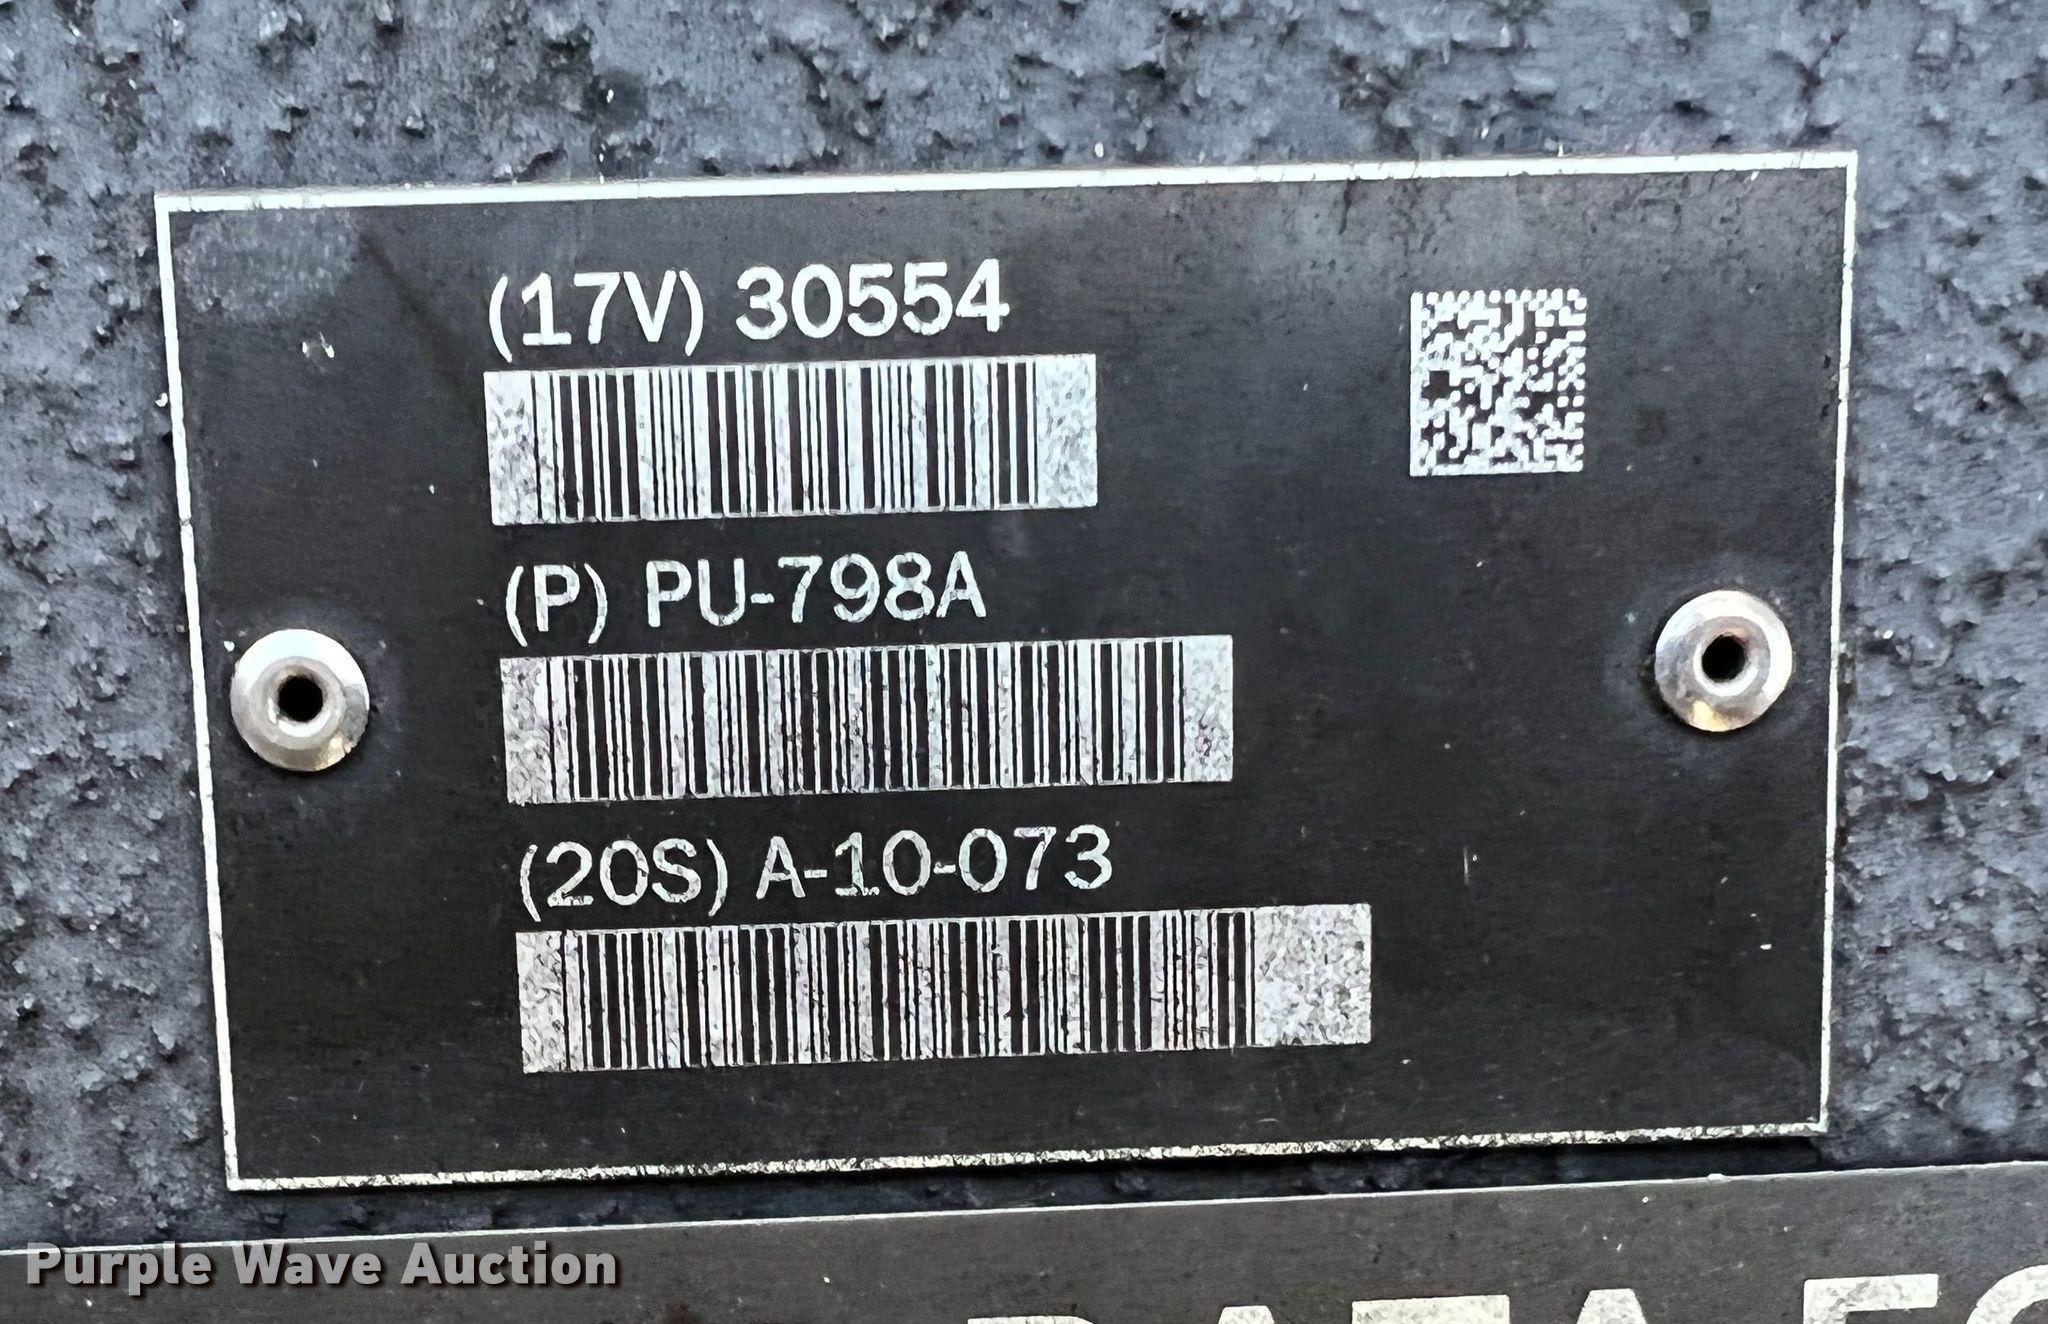 (17V) 30554
(P) PU-798A
(20S) A-10-073
Purple Wave Auction